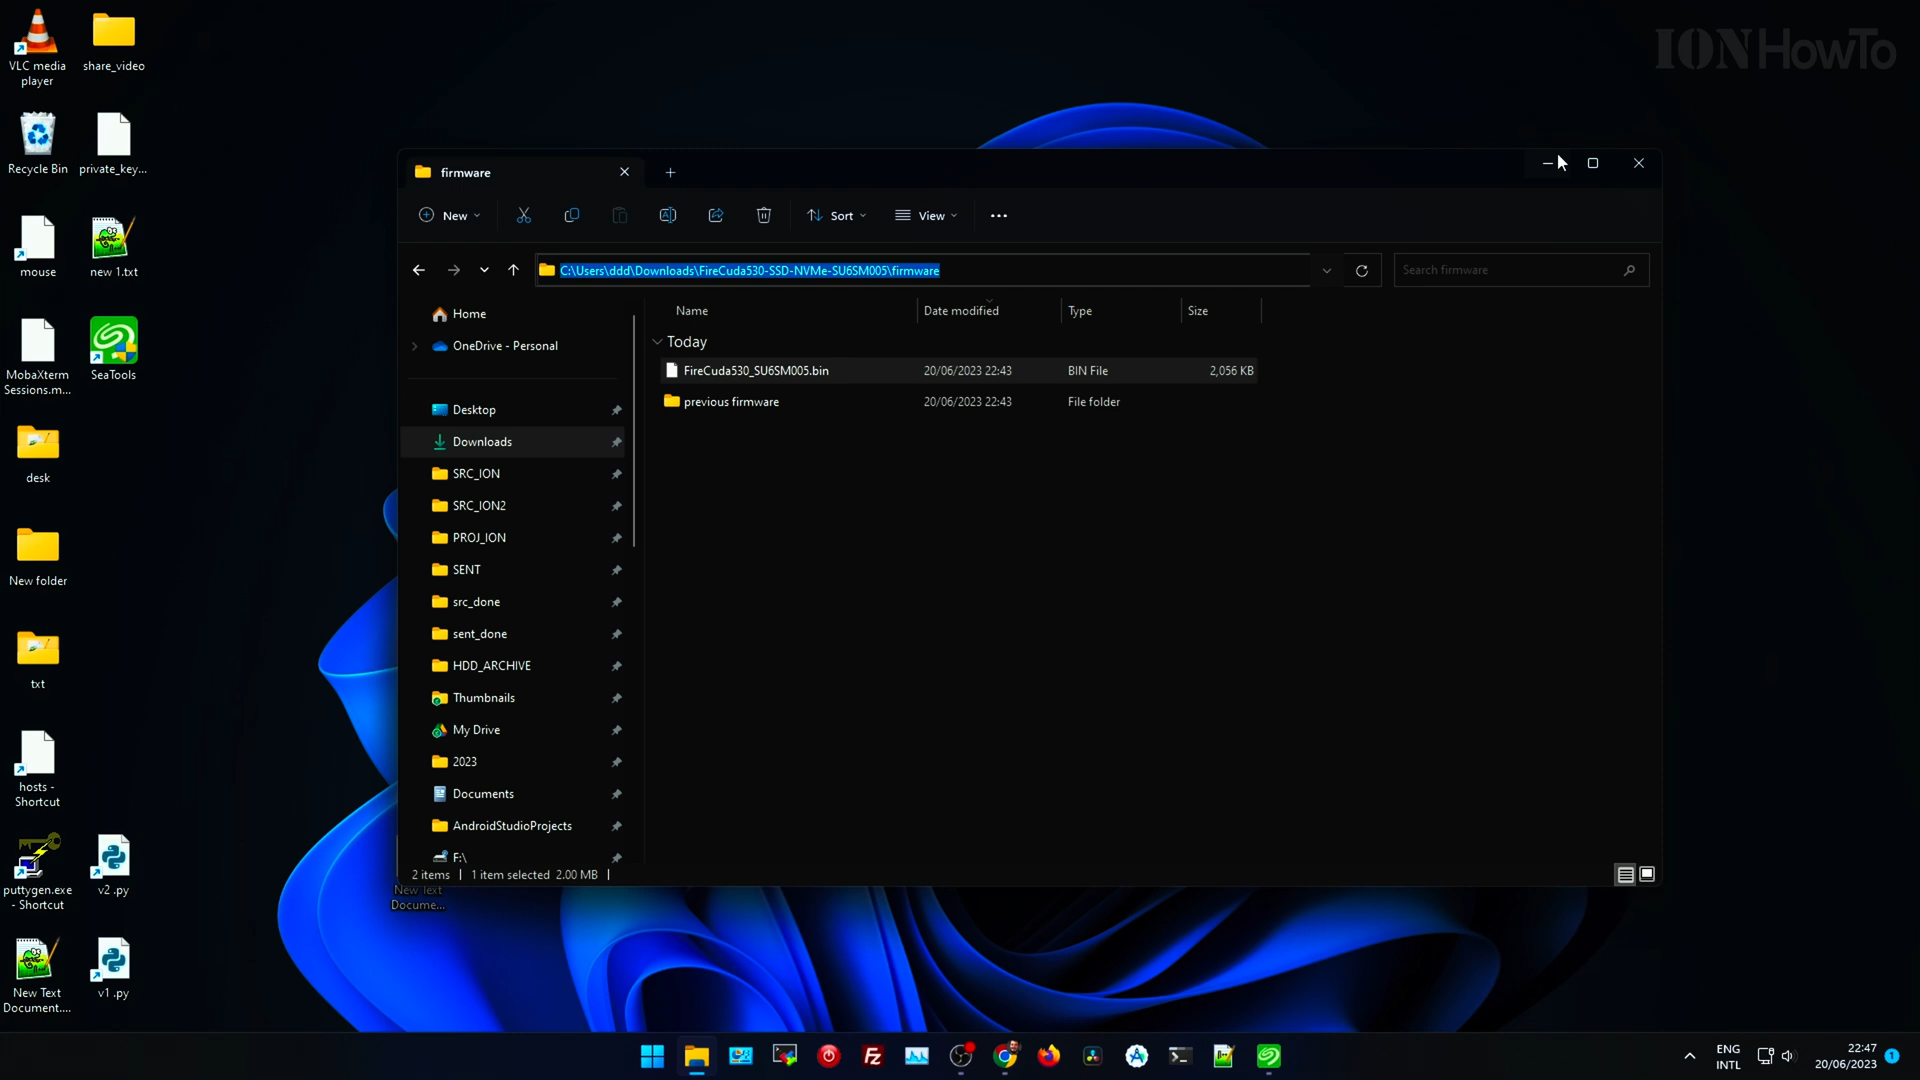 ION HowTo
VLC media
player
share_video
Recycle Bin
private_key...
mouse
new 1.txt
MobaXterm
Sessions.m...
SeaTools
desk
New folder
txt
hosts -
Shortcut
puttygen.exe
- Shortcut
v2 .py
New Text
Document....
v1 .py
firmware
New
Sort
View
C:\Users\ddd\Downloads\FireCuda530-SSD-NVMe-SU6SM005\firmware
Search firmware
Home
OneDrive - Personal
Desktop
Downloads
SRC_ION
SRC_ION2
PROJ_ION
SENT
src_done
sent_done
HDD_ARCHIVE
Thumbnails
My Drive
2023
Documents
AndroidStudioProjects
F:\
Name Date modified Type Size
Today
FireCuda530_SU6SM005.bin 20/06/2023 22:43 BIN File 2,056 KB
previous firmware 20/06/2023 22:43 File folder
2 items 1 item selected 2.00 MB
New Text
Docume...
ENG
INTL
22:47
20/06/2023
1